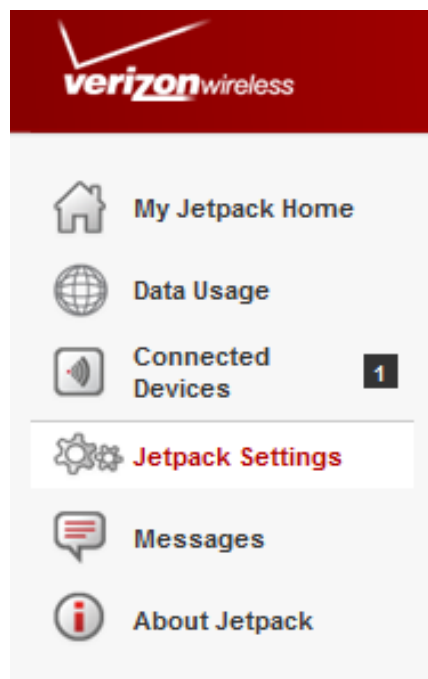 verizonwireless
My Jetpack Home
Data Usage
Connected
Devices
1
Jetpack Settings
Messages
About Jetpack